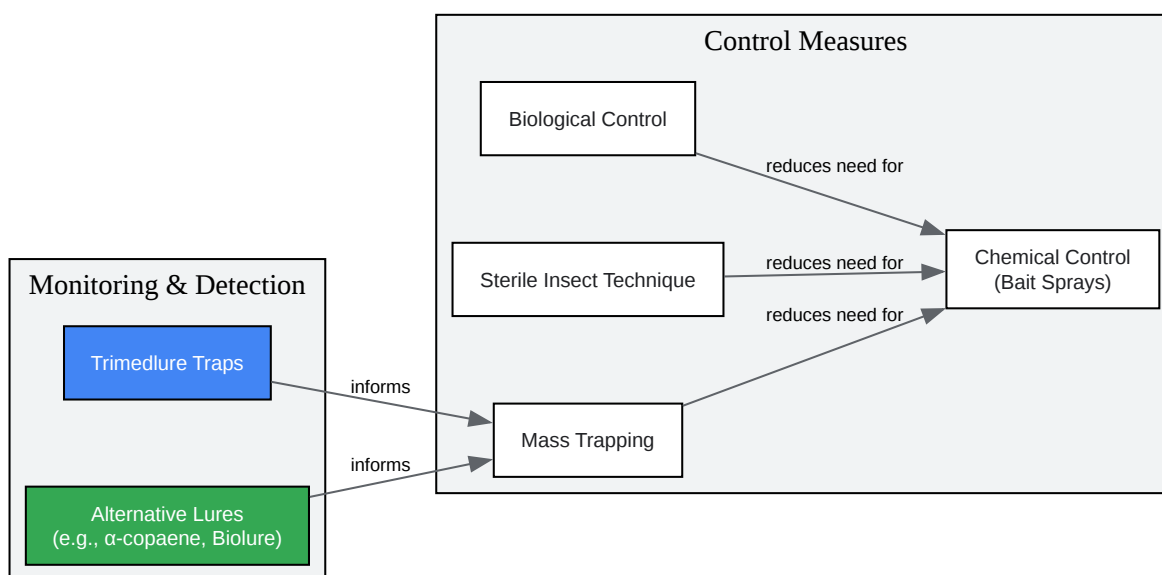 Control Measures
Biological Control
reduces need for
Sterile Insect Technique
reduces need for
Chemical Control
(Bait Sprays)
reduces need for
Mass Trapping
Monitoring & Detection
Trimedlure Traps
informs
Alternative Lures
(e.g., α-copaene, Biolure)
informs